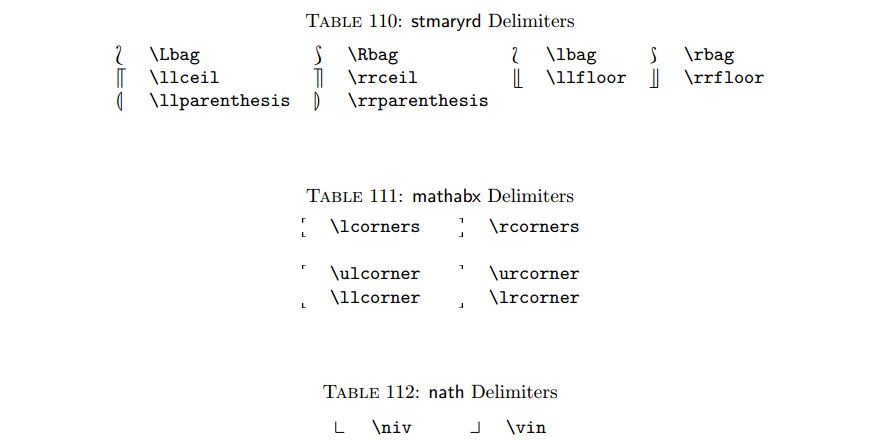 TABLE 110: stmaryrd Delimiters
⟅ \Lbag ⟆ \Rbag ⟅ \lbag ⟆ \rbag
\llceil \rrceil \llfloor \rrfloor
⦇ \llparenthesis ⦈ \rrparenthesis
TABLE 111: mathabx Delimiters
⌜⌞ \lcorners ⌝⌟ \rcorners
⌜ \ulcorner ⌝ \urcorner
⌞ \llcorner ⌟ \lrcorner
TABLE 112: nath Delimiters
∟ \niv ⌟ \vin